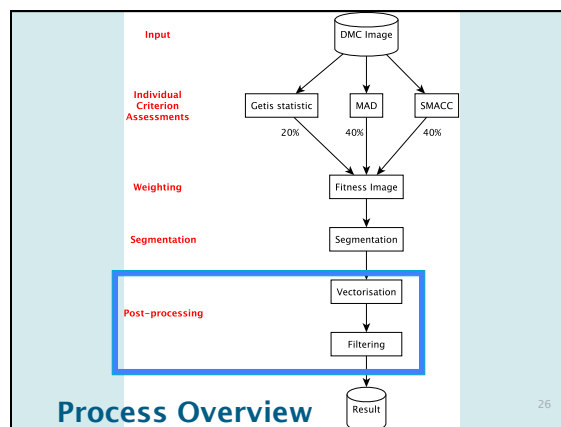 Input
DMC Image
Individual
Criterion
Assessments
Getis statistic
MAD
SMACC
20%
40%
40%
Weighting
Fitness Image
Segmentation
Segmentation
Vectorisation
Post-processing
Filtering
Result
Process Overview
26